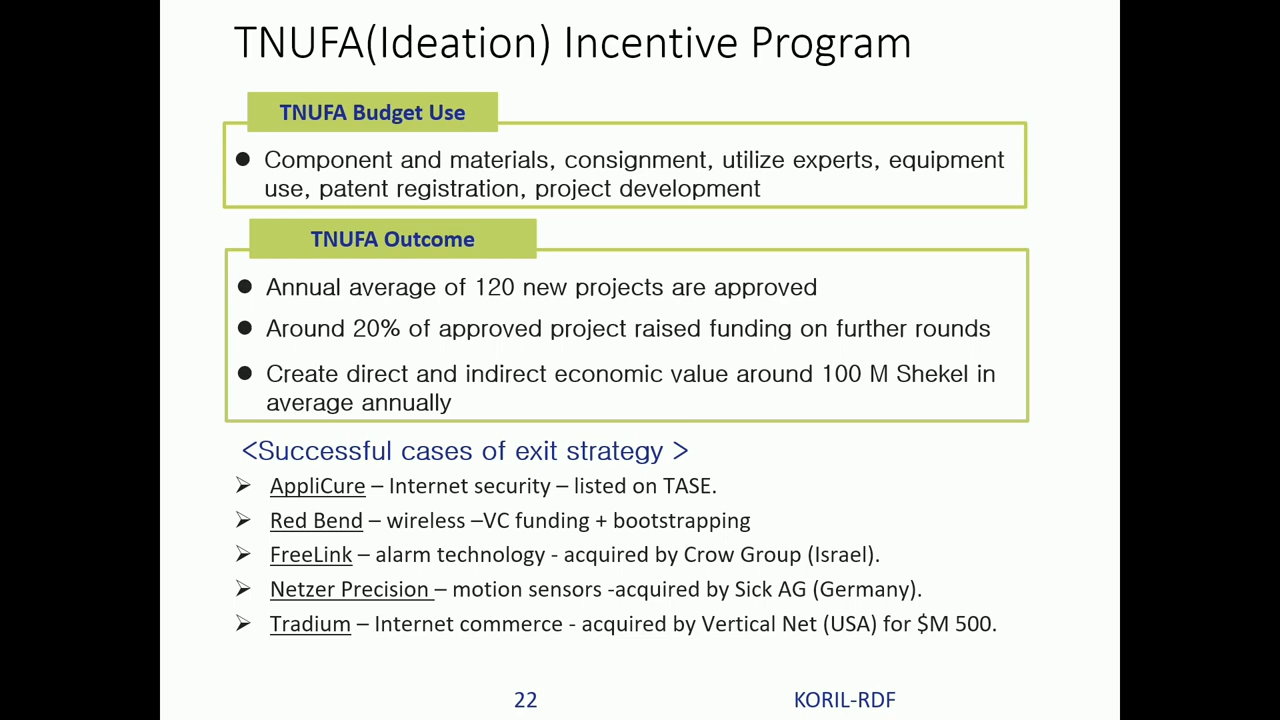 TNUFA(Ideation) Incentive Program
TNUFA Budget Use
● Component and materials, consignment, utilize experts, equipment
use, patent registration, project development
TNUFA Outcome
● Annual average of 120 new projects are approved
● Around 20% of approved project raised funding on further rounds
● Create direct and indirect economic value around 100 M Shekel in
average annually
<Successful cases of exit strategy >
➢ AppliCure – Internet security – listed on TASE.
➢ Red Bend – wireless –VC funding + bootstrapping
➢ FreeLink – alarm technology - acquired by Crow Group (Israel).
➢ Netzer Precision – motion sensors -acquired by Sick AG (Germany).
➢ Tradium – Internet commerce - acquired by Vertical Net (USA) for $M 500.
22
KORIL-RDF